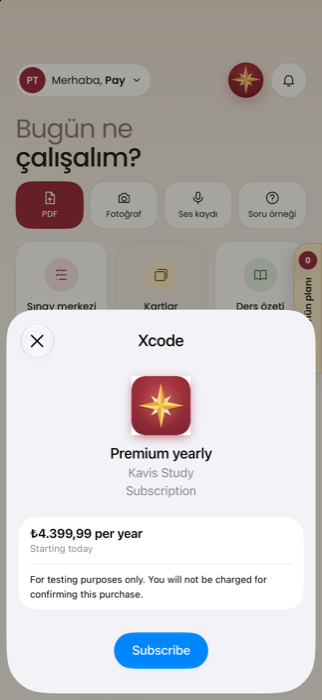 PT Merhaba, Pay
Bugün ne
çalışalım?
PDF
Fotoğraf
Ses kaydı
Soru örneği
Sınav merkezi
Kartlar
Ders özeti
0
ün planı
Xcode
Premium yearly
Kavis Study
Subscription
₺4.399,99 per year
Starting today
For testing purposes only. You will not be charged for
confirming this purchase.
Subscribe